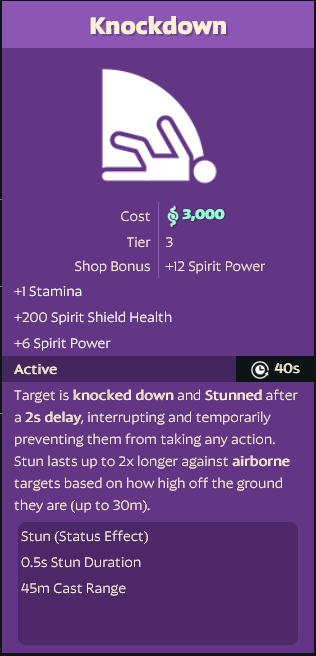 Knockdown
Cost 3,000
Tier 3
Shop Bonus +12 Spirit Power
+1 Stamina
+200 Spirit Shield Health
+6 Spirit Power
Active 40s
Target is knocked down and Stunned after
a 2s delay, interrupting and temporarily
preventing them from taking any action.
Stun lasts up to 2x longer against airborne
targets based on how high off the ground
they are (up to 30m).
Stun (Status Effect)
0.5s Stun Duration
45m Cast Range